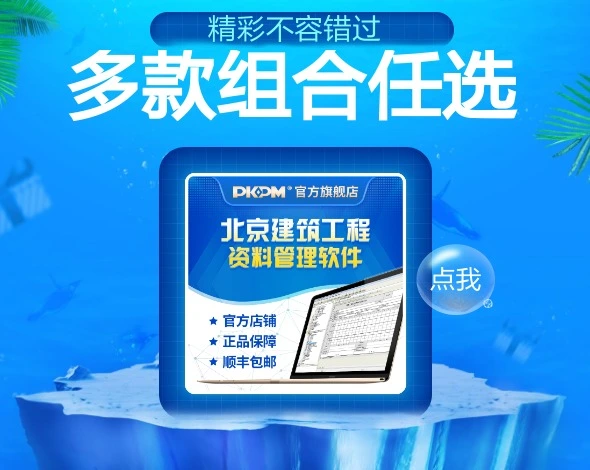 精彩不容错过
多款组合任选
PKPM® 官方旗舰店
北京建筑工程
资料管理软件
点我
★ 官方店铺
★ 正品保障
★ 顺丰包邮